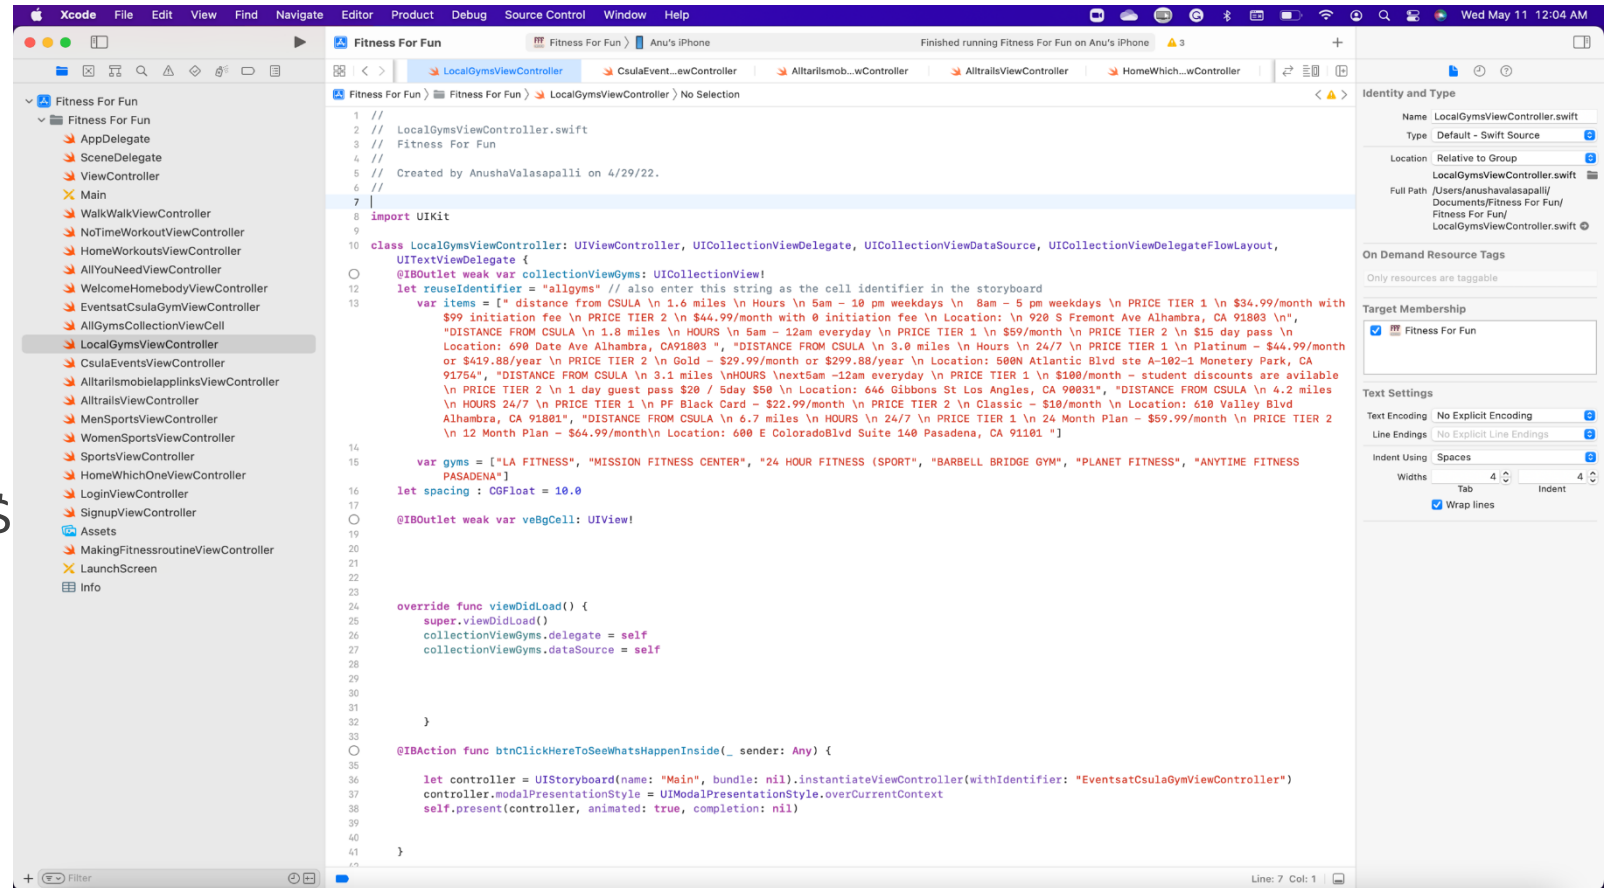 Xcode File Edit View Find Navigate Editor Product Debug Source Control Window Help Wed May 11 12:04 AM
Fitness For Fun Fitness For Fun 〉 Anu's iPhone Finished running Fitness For Fun on Anu's iPhone 3 +
LocalGymsViewController CsulaEvent...ewController Alltarilsmob...wController AlltrailsViewController HomeWhich...wController
Fitness For Fun 〉 Fitness For Fun 〉 LocalGymsViewController 〉 No Selection
Fitness For Fun
Fitness For Fun
AppDelegate
SceneDelegate
ViewController
Main
WalkWalkViewController
NoTimeWorkoutViewController
HomeWorkoutsViewController
AllYouNeedViewController
WelcomeHomebodyViewController
EventsatCsulaGymViewController
AllGymsCollectionViewCell
LocalGymsViewController
CsulaEventsViewController
AlltarilsmobielapplinksViewController
AlltrailsViewController
MenSportsViewController
WomenSportsViewController
SportsViewController
HomeWhichOneViewController
LoginViewController
SignupViewController
Assets
MakingFitnessroutineViewController
LaunchScreen
Info
Filter
$
1 //
2 // LocalGymsViewController.swift
3 // Fitness For Fun
4 //
5 // Created by AnushaValasapalli on 4/29/22.
6 //
7
8 import UIKit
9
10 class LocalGymsViewController: UIViewController, UICollectionViewDelegate, UICollectionViewDataSource, UICollectionViewDelegateFlowLayout,
UITextViewDelegate {
@IBOutlet weak var collectionViewGyms: UICollectionView!
12 let reuseIdentifier = "allgyms" // also enter this string as the cell identifier in the storyboard
13 var items = [" distance from CSULA \n 1.6 miles \n Hours \n 5am – 10 pm weekdays \n 8am – 5 pm weekdays \n PRICE TIER 1 \n $34.99/month with
$99 initiation fee \n PRICE TIER 2 \n $44.99/month with 0 initiation fee \n Location: \n 920 S Fremont Ave Alhambra, CA 91803 \n",
"DISTANCE FROM CSULA \n 1.8 miles \n HOURS \n 5am – 12am everyday \n PRICE TIER 1 \n $59/month \n PRICE TIER 2 \n $15 day pass \n
Location: 690 Date Ave Alhambra, CA91803 ", "DISTANCE FROM CSULA \n 3.0 miles \n Hours \n 24/7 \n PRICE TIER 1 \n Platinum – $44.99/month
or $419.88/year \n PRICE TIER 2 \n Gold – $29.99/month or $299.88/year \n Location: 500N Atlantic Blvd ste A-102-1 Monetery Park, CA
91754", "DISTANCE FROM CSULA \n 3.1 miles \nHOURS \next5am –12am everyday \n PRICE TIER 1 \n $100/month – student discounts are avilable
\n PRICE TIER 2 \n 1 day guest pass $20 / 5day $50 \n Location: 646 Gibbons St Los Angles, CA 90031", "DISTANCE FROM CSULA \n 4.2 miles
\n HOURS 24/7 \n PRICE TIER 1 \n PF Black Card – $22.99/month \n PRICE TIER 2 \n Classic – $10/month \n Location: 610 Valley Blvd
Alhambra, CA 91801", "DISTANCE FROM CSULA \n 6.7 miles \n HOURS \n 24/7 \n PRICE TIER 1 \n 24 Month Plan – $59.99/month \n PRICE TIER 2
\n 12 Month Plan – $64.99/month\n Location: 600 E ColoradoBlvd Suite 140 Pasadena, CA 91101 "]
14
15 var gyms = ["LA FITNESS", "MISSION FITNESS CENTER", "24 HOUR FITNESS (SPORT", "BARBELL BRIDGE GYM", "PLANET FITNESS", "ANYTIME FITNESS
PASADENA"]
16 let spacing : CGFloat = 10.0
17
@IBOutlet weak var veBgCell: UIView!
19
20
21
22
23
24 override func viewDidLoad() {
25 super.viewDidLoad()
26 collectionViewGyms.delegate = self
27 collectionViewGyms.dataSource = self
28
29
30
31
32 }
33
@IBAction func btnClickHereToSeeWhatsHappenInside(_ sender: Any) {
35
36 let controller = UIStoryboard(name: "Main", bundle: nil).instantiateViewController(withIdentifier: "EventsatCsulaGymViewController")
37 controller.modalPresentationStyle = UIModalPresentationStyle.overCurrentContext
38 self.present(controller, animated: true, completion: nil)
39
40
41 }
Line: 7 Col: 1
Identity and Type
Name LocalGymsViewController.swift
Type Default - Swift Source
Location Relative to Group
LocalGymsViewController.swift
Full Path /Users/anushavalasapalli/
Documents/Fitness For Fun/
Fitness For Fun/
LocalGymsViewController.swift
On Demand Resource Tags
Only resources are taggable
Target Membership
Fitness For Fun
Text Settings
Text Encoding No Explicit Encoding
Line Endings No Explicit Line Endings
Indent Using Spaces
Widths 4 4
Tab Indent
Wrap lines